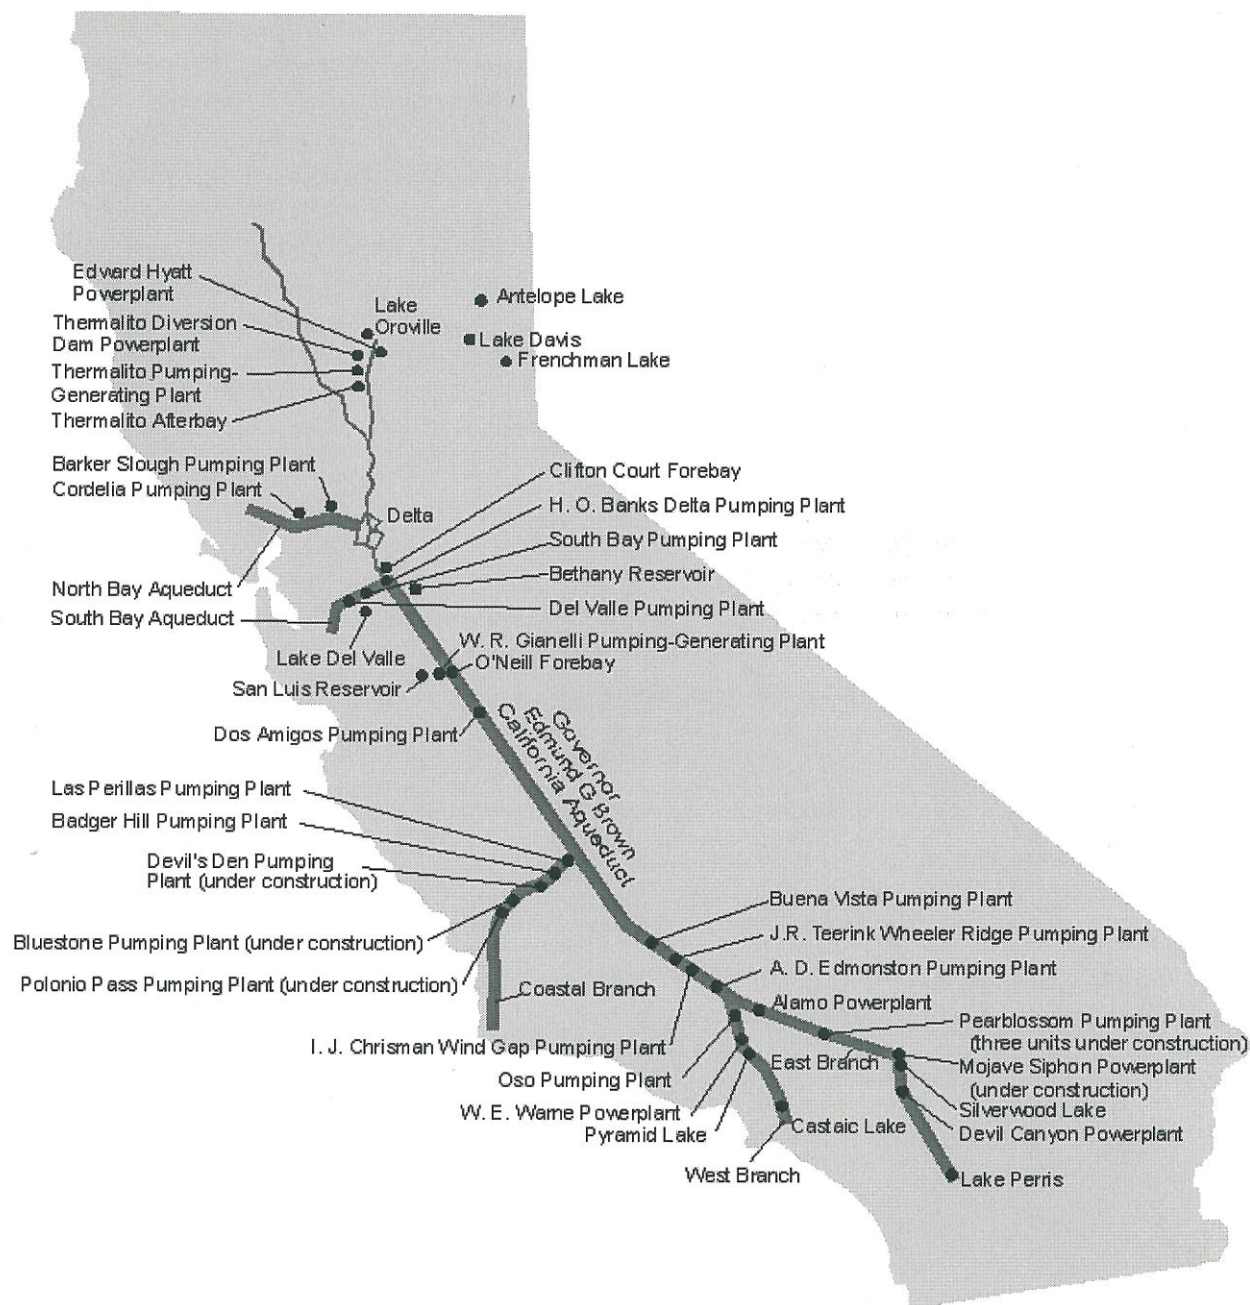 Edward Hyatt
Powerplant
Antelope Lake
Lake
Oroville
Thermalito Diversion
Dam Powerplant
Lake Davis
Frenchman Lake
Thermalito Pumping-
Generating Plant
Thermalito Afterbay
Barker Slough Pumping Plant
Cordelia Pumping Plant
Clifton Court Forebay
H. O. Banks Delta Pumping Plant
Delta
South Bay Pumping Plant
Bethany Reservoir
North Bay Aqueduct
Del Valle Pumping Plant
South Bay Aqueduct
W. R. Gianelli Pumping-Generating Plant
Lake Del Valle
O'Neill Forebay
San Luis Reservoir
Dos Amigos Pumping Plant
Governor
Edmund G Brown
California Aqueduct
Las Perillas Pumping Plant
Badger Hill Pumping Plant
Devil's Den Pumping
Plant (under construction)
Buena Vista Pumping Plant
J.R. Teerink Wheeler Ridge Pumping Plant
Bluestone Pumping Plant (under construction)
A. D. Edmonston Pumping Plant
Polonio Pass Pumping Plant (under construction)
Coastal Branch
Alamo Powerplant
Pearblossom Pumping Plant
(three units under construction)
I. J. Chrisman Wind Gap Pumping Plant
East Branch
Mojave Siphon Powerplant
(under construction)
Oso Pumping Plant
Silverwood Lake
W. E. Warne Powerplant
Pyramid Lake
Castaic Lake
Devil Canyon Powerplant
West Branch
Lake Perris